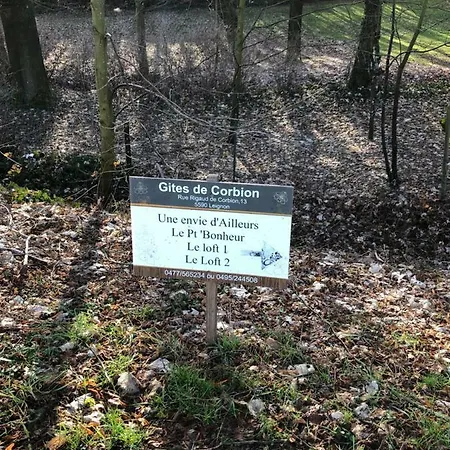 Gites de Corbion
Rue Rigaud de Corbion,13
5590 Leignon
Une envie d'Ailleurs
Le Pt 'Bonheur
Le loft 1
Le Loft 2
0477/565234 ou 0495/214258